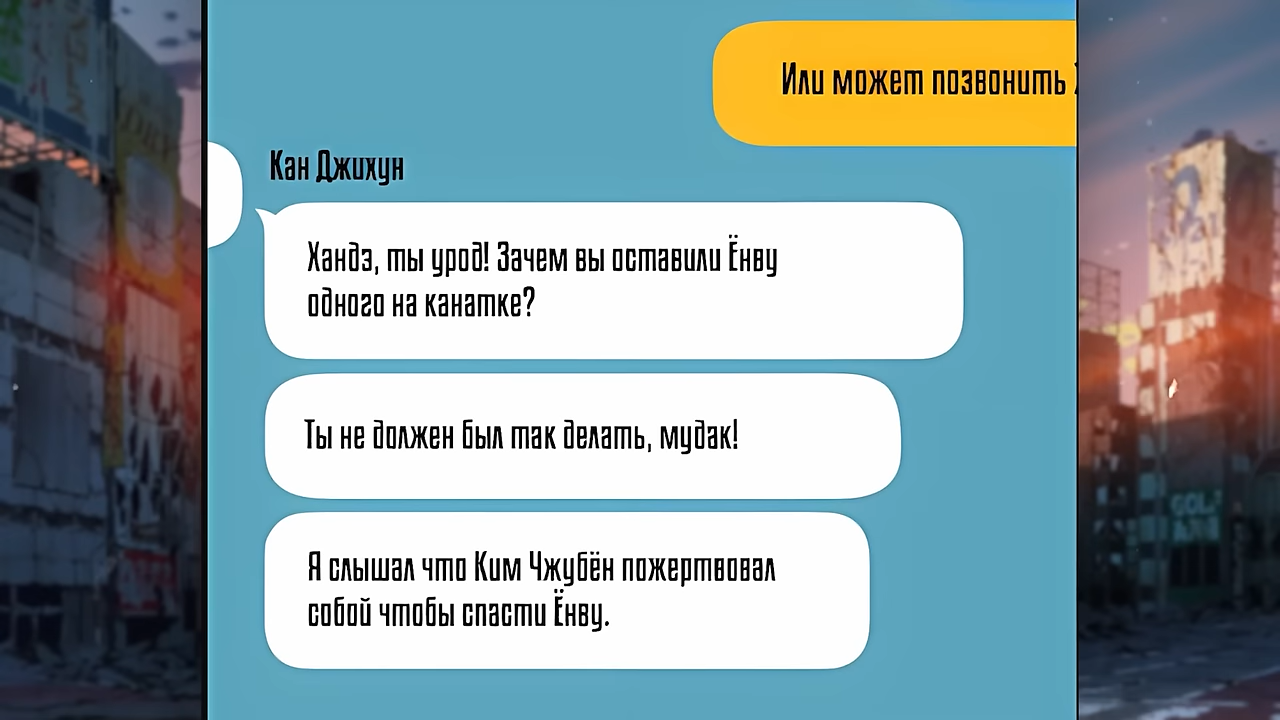 Или может позвонить
Кан Джихун
Хандэ, ты урод! Зачем вы оставили Ёнву
одного на канатке?
Ты не должен был так делать, мудак!
Я слышал что Ким Чжубён пожертвовал
собой чтобы спасти Ёнву.